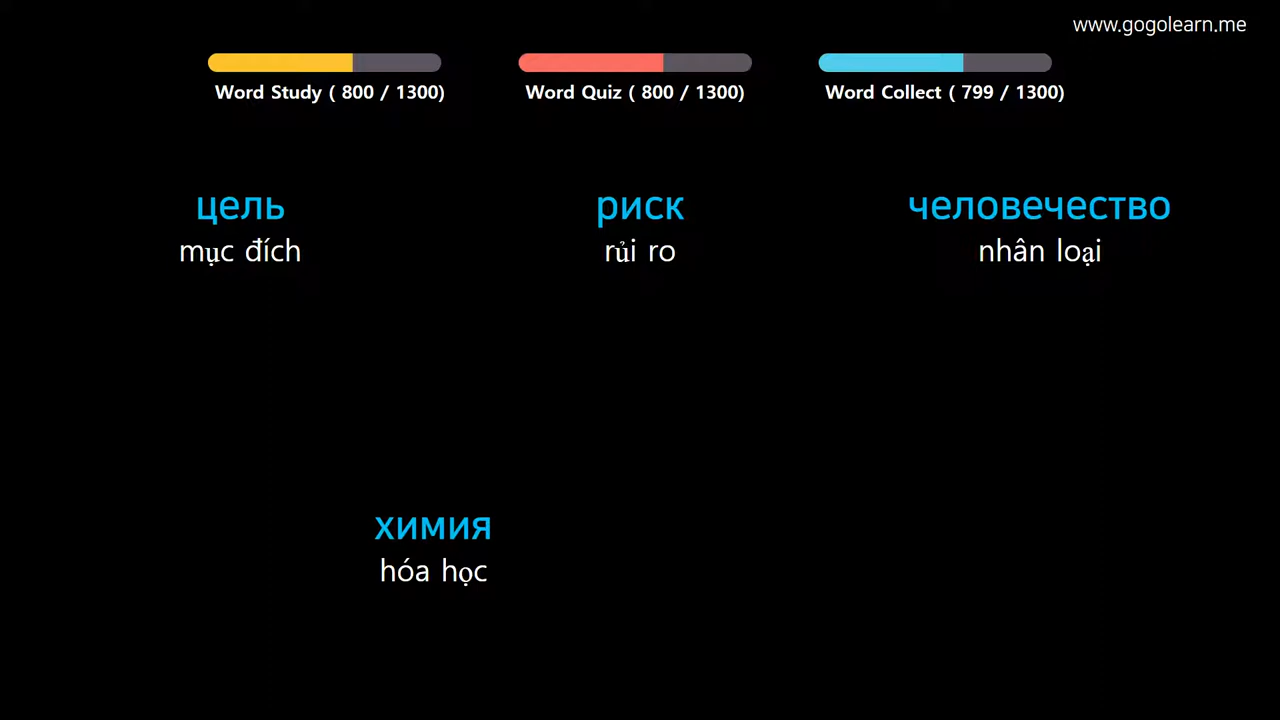 www.gogolearn.me
Word Study ( 800 / 1300)
Word Quiz ( 800 / 1300)
Word Collect ( 799 / 1300)
цель
mục đích
риск
rủi ro
человечество
nhân loại
химия
hóa học